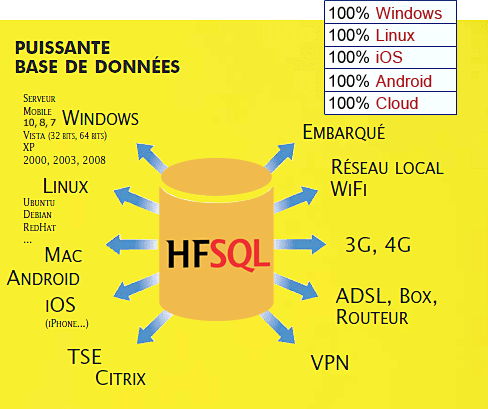 100% Windows
100% Linux
100% iOS
100% Android
100% Cloud
PUISSANTE
BASE DE DONNÉES
SERVEUR
MOBILE
10, 8, 7 WINDOWS
VISTA (32 BITS, 64 BITS)
XP
2000, 2003, 2008
LINUX
UBUNTU
DEBIAN
REDHAT
...
MAC
ANDROID
iOS
(IPHONE...)
TSE
CITRIX
HFSQL
EMBARQUÉ
RÉSEAU LOCAL
WIFI
3G, 4G
ADSL, BOX,
ROUTEUR
VPN